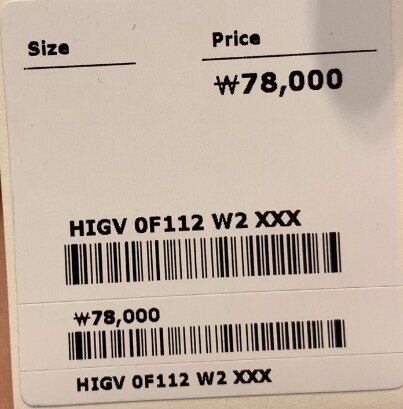 Size
Price
₩78,000
HIGV 0F112 W2 XXX
₩78,000
HIGV 0F112 W2 XXX